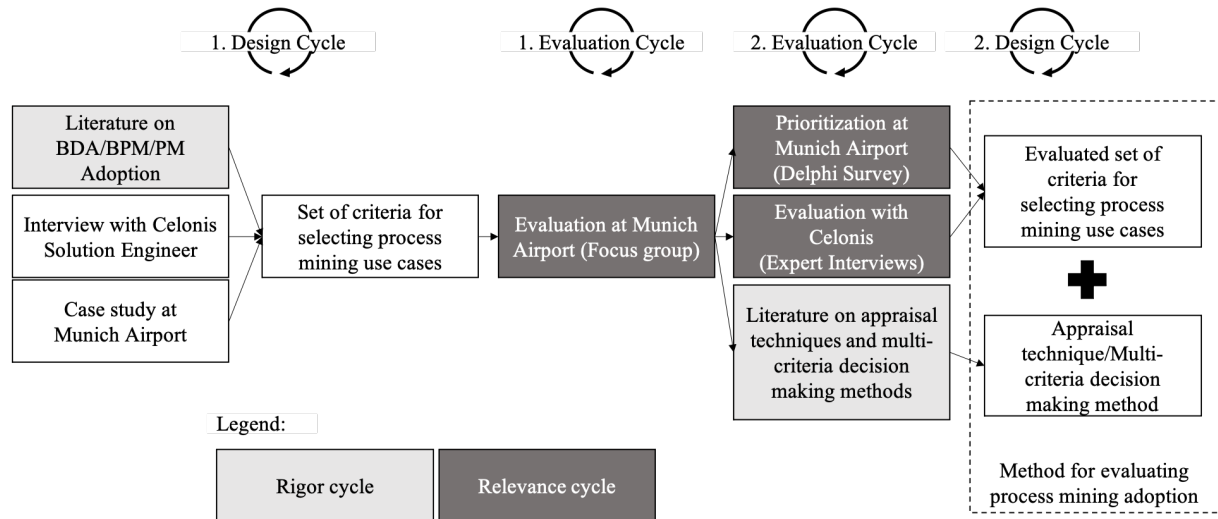 1. Design Cycle
1. Evaluation Cycle
2. Evaluation Cycle
2. Design Cycle
Literature on
BDA/BPM/PM
Adoption
Interview with Celonis
Solution Engineer
Case study at
Munich Airport
Set of criteria for
selecting process
mining use cases
Evaluation at Munich
Airport (Focus group)
Prioritization at
Munich Airport
(Delphi Survey)
Evaluation with
Celonis
(Expert Interviews)
Literature on appraisal
techniques and multi-
criteria decision
making methods
Evaluated set of
criteria for
selecting process
mining use cases
Appraisal
technique/Multi-
criteria decision
making method
Method for evaluating
process mining adoption
Legend:
Rigor cycle
Relevance cycle